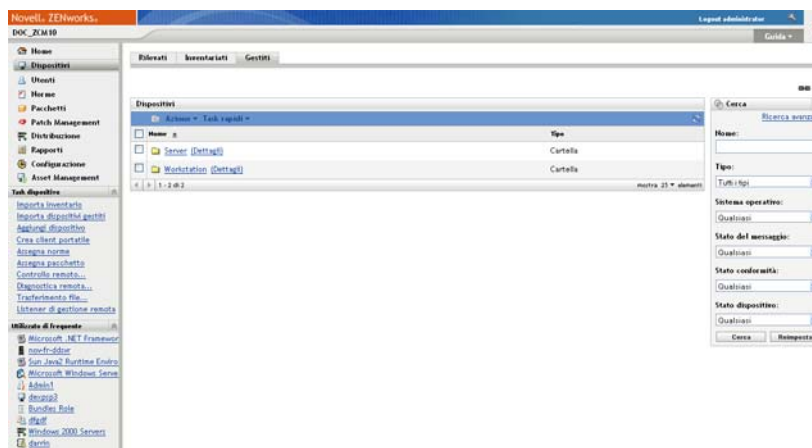 Novell. ZENworks.
Logout administrator
DOC_ZCM10
Guida
Home
Dispositivi
Utenti
Norme
Pacchetti
Patch Management
Distribuzione
Rapporti
Configurazione
Asset Management
Task dispositivo
Importa inventario
Importa dispositivi gestiti
Aggiungi dispositivo
Crea client portatile
Assegna norme
Assegna pacchetto
Controllo remoto...
Diagnostica remota...
Trasferimento file...
Listener di gestione remota
Utilizzato di frequente
Microsoft .NET Framewor
novfr-ddowr
Sun Java2 Runtime Enviro
Microsoft Windows Serve
Admin1
devpcp3
Bundles Role
dfgdf
Windows 2000 Servers
darrin
Rilevati Inventariati Gestiti
Dispositivi
Azione Task rapidi
Nome Tipo
Server (Dettagli) Cartella
Workstation (Dettagli) Cartella
1 - 2 di 2 mostra 25 elementi
Cerca
Ricerca avanz
Nome:
Tipo:
Tutti i tipi
Sistema operativo:
Qualsiasi
Stato del messaggio:
Qualsiasi
Stato conformità:
Qualsiasi
Stato dispositivo:
Qualsiasi
Cerca Reimposta